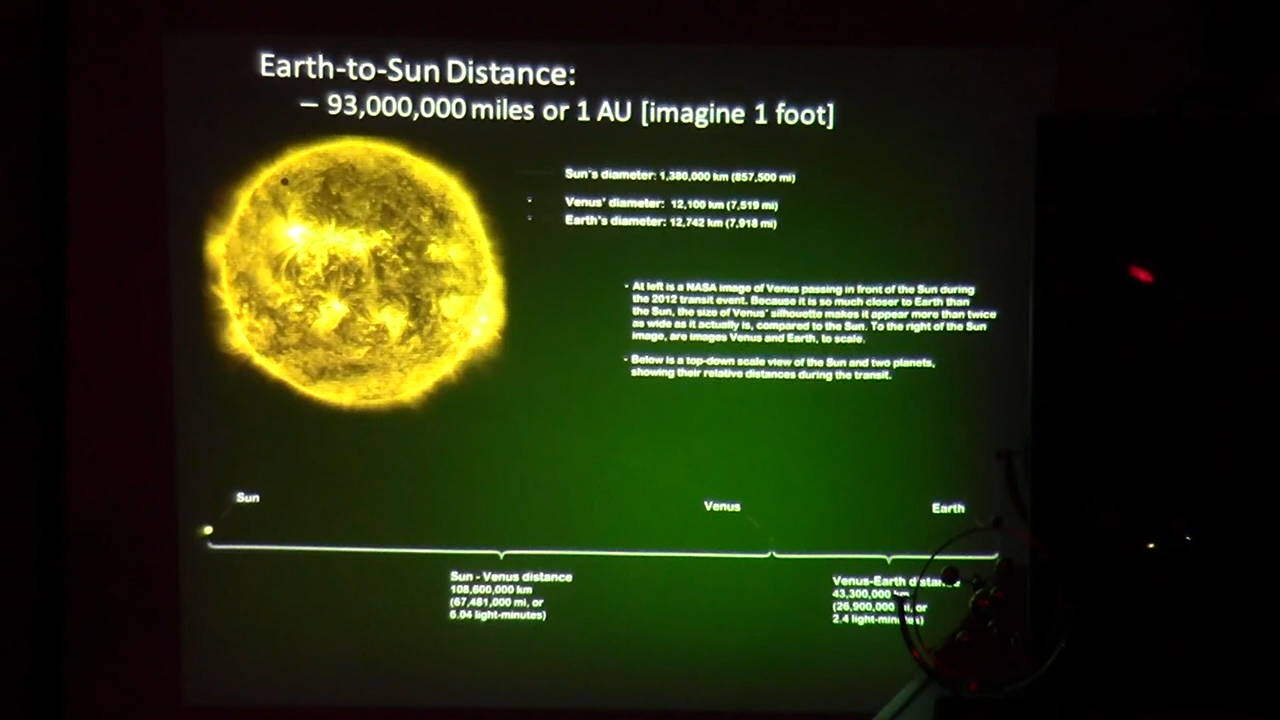 Earth-to-Sun Distance:
– 93,000,000 miles or 1 AU [imagine 1 foot]
Sun's diameter: 1,380,000 km (857,500 mi)
Venus' diameter: 12,100 km (7,519 mi)
Earth's diameter: 12,742 km (7,918 mi)
- At left is a NASA image of Venus passing in front of the Sun during
the 2012 transit event. Because it is so much closer to Earth than
the Sun, the size of Venus' silhouette makes it appear more than twice
as wide as it actually is, compared to the Sun. To the right of the Sun
image, are images Venus and Earth, to scale.
- Below is a top-down scale view of the Sun and two planets,
showing their relative distances during the transit.
Sun
Venus
Earth
Sun - Venus distance
108,600,000 km
(67,481,000 mi, or
6.04 light-minutes)
Venus-Earth distance
43,300,000 km
(26,900,000 mi, or
2.4 light-minutes)